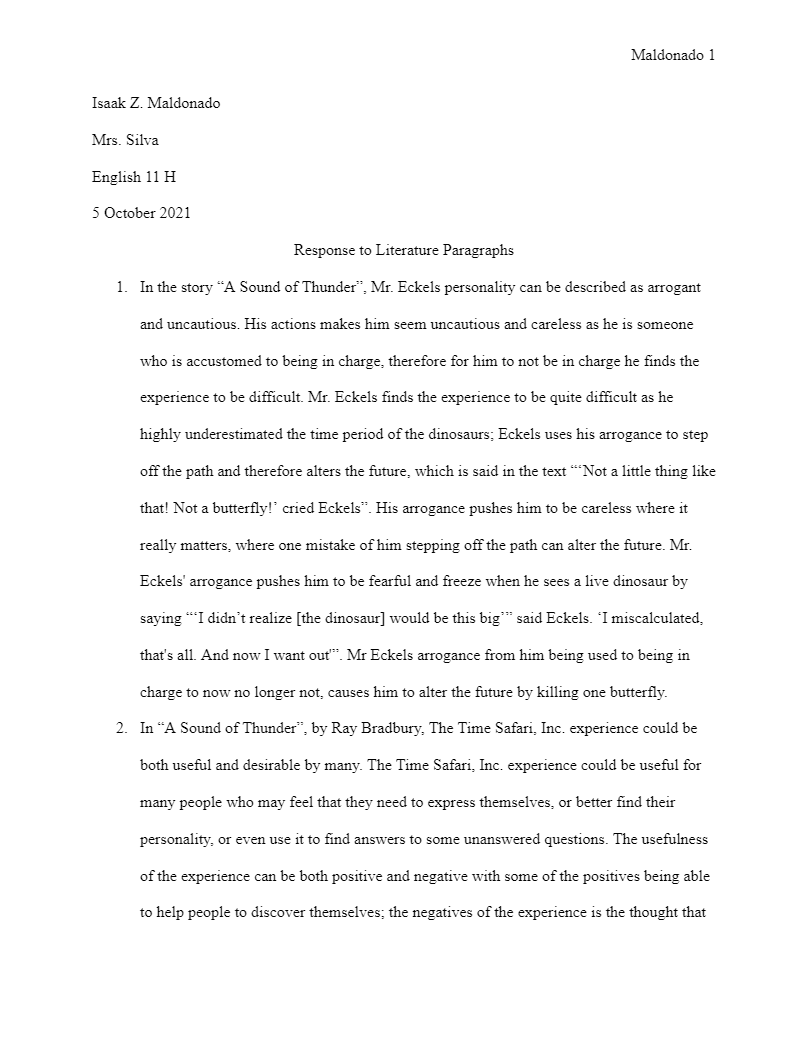 Maldonado 1
Isaak Z. Maldonado
Mrs. Silva
English 11 H
5 October 2021
Response to Literature Paragraphs
1. In the story “A Sound of Thunder”, Mr. Eckels personality can be described as arrogant
and uncautious. His actions makes him seem uncautious and careless as he is someone
who is accustomed to being in charge, therefore for him to not be in charge he finds the
experience to be difficult. Mr. Eckels finds the experience to be quite difficult as he
highly underestimated the time period of the dinosaurs; Eckels uses his arrogance to step
off the path and therefore alters the future, which is said in the text “‘Not a little thing like
that! Not a butterfly!’ cried Eckels”. His arrogance pushes him to be careless where it
really matters, where one mistake of him stepping off the path can alter the future. Mr.
Eckels' arrogance pushes him to be fearful and freeze when he sees a live dinosaur by
saying “‘I didn’t realize [the dinosaur] would be this big’” said Eckels. ‘I miscalculated,
that's all. And now I want out'”. Mr Eckels arrogance from him being used to being in
charge to now no longer not, causes him to alter the future by killing one butterfly.
2. In “A Sound of Thunder”, by Ray Bradbury, The Time Safari, Inc. experience could be
both useful and desirable by many. The Time Safari, Inc. experience could be useful for
many people who may feel that they need to express themselves, or better find their
personality, or even use it to find answers to some unanswered questions. The usefulness
of the experience can be both positive and negative with some of the positives being able
to help people to discover themselves; the negatives of the experience is the thought that